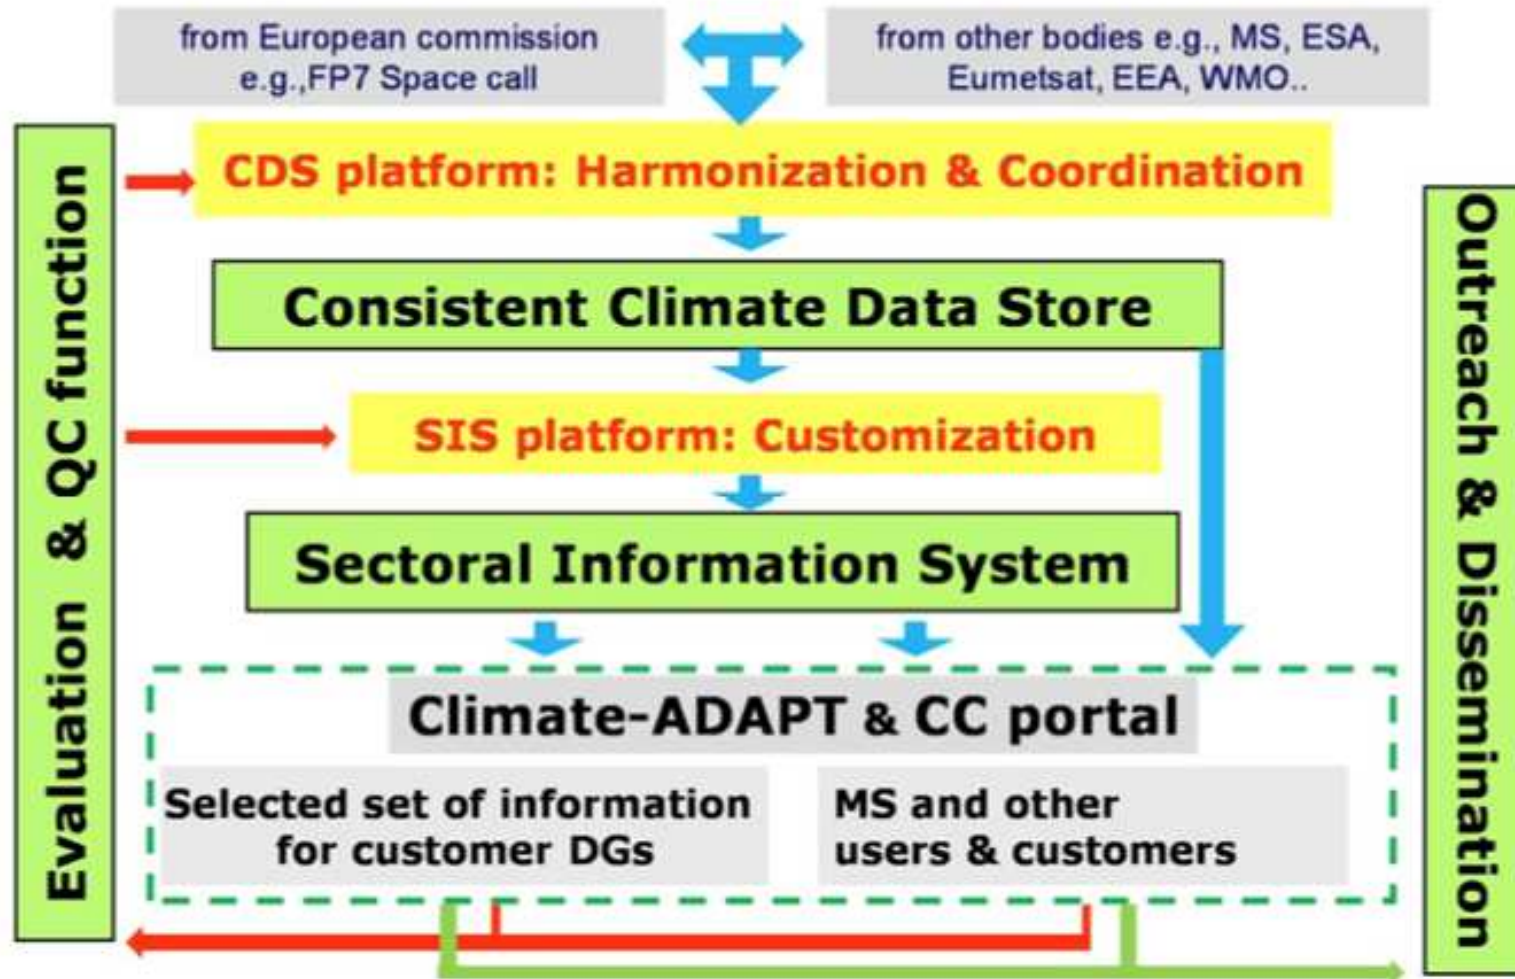 from European commission
e.g.,FP7 Space call
from other bodies e.g., MS, ESA,
Eumetsat, EEA, WMO..
CDS platform: Harmonization & Coordination
Consistent Climate Data Store
SIS platform: Customization
Sectoral Information System
Climate-ADAPT & CC portal
Selected set of information
for customer DGs
MS and other
users & customers
Evaluation & QC function
Outreach & Dissemination